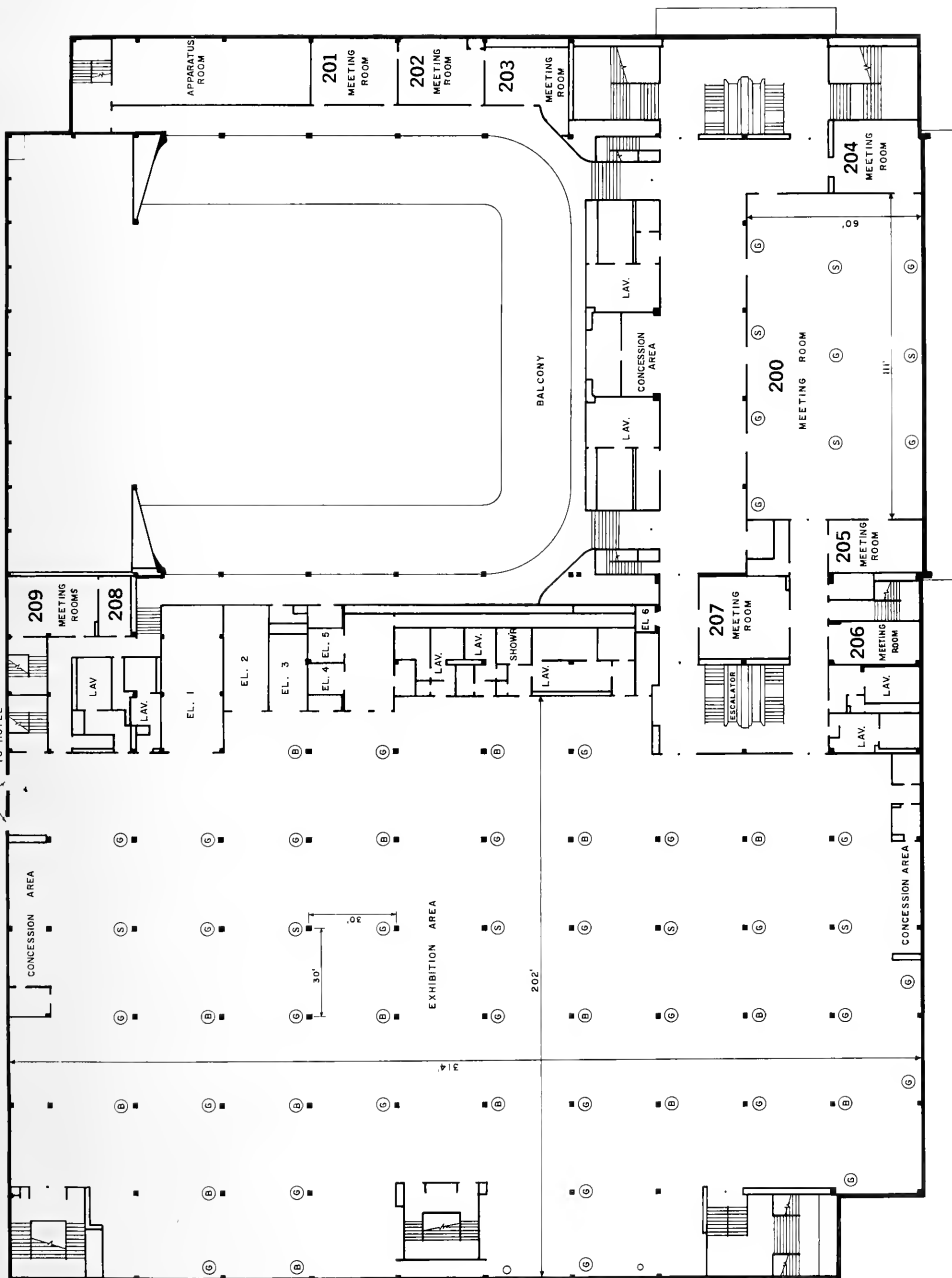 APPARATUS
ROOM
201
MEETING
ROOM
202
MEETING
ROOM
203
MEETING
ROOM
204
MEETING
ROOM
BALCONY
LAV.
CONCESSION
AREA
LAV.
60'
G
S
G
S
G
S
G
S
G
G
200
MEETING ROOM
111'
205
MEETING
ROOM
209
MEETING
ROOMS
208
207
MEETING
ROOM
206
MEETING
ROOM
TO HOTEL
LAV
LAV.
EL. 1
EL. 2
EL. 3
EL. 4
EL. 5
EL 6
LAV.
LAV.
SHOWR
LAV.
ESCALATOR
LAV.
LAV.
B G B G
G G G B G B G B G
CONCESSION AREA
S G S G S G S G S
CONCESSION AREA
30'
30'
EXHIBITION AREA
202'
G B G B G B G B G G
314'
B G B G B G B G B G
B G G G
G B G